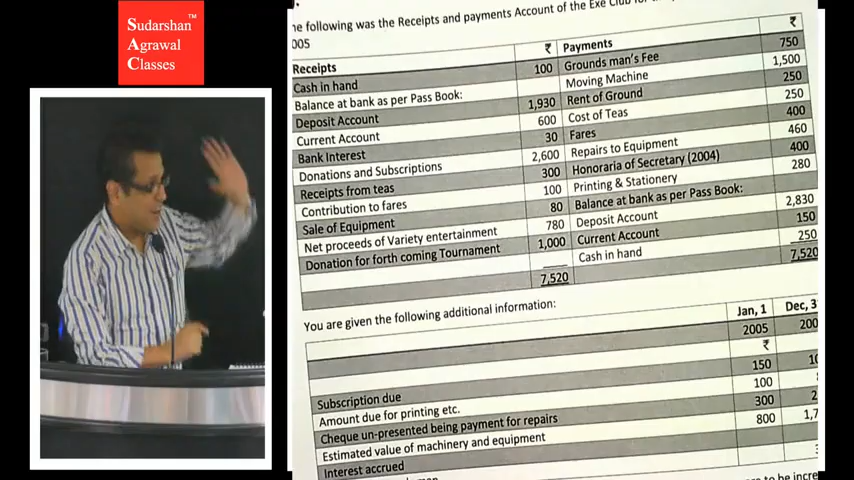 Sudarshan™
Agrawal
Classes
he following was the Receipts and payments Account of the Exe Club for
005
Receipts ₹ Payments ₹
Cash in hand 100 Grounds man's Fee 750
Balance at bank as per Pass Book: Moving Machine 1,500
Deposit Account 1,930 Rent of Ground 250
Current Account 600 Cost of Teas 250
Bank Interest 30 Fares 400
Donations and Subscriptions 2,600 Repairs to Equipment 460
Receipts from teas 300 Honoraria of Secretary (2004) 400
Contribution to fares 100 Printing & Stationery 280
Sale of Equipment 80 Balance at bank as per Pass Book:
Net proceeds of Variety entertainment 780 Deposit Account 2,830
Donation for forth coming Tournament 1,000 Current Account 150
Cash in hand 250
7,520 7,520
You are given the following additional information:
Jan, 1 Dec, 3
2005 200
₹
Subscription due 150 10
Amount due for printing etc. 100
Cheque un-presented being payment for repairs 300 2
Estimated value of machinery and equipment 800 1,7
Interest accrued
to be incre